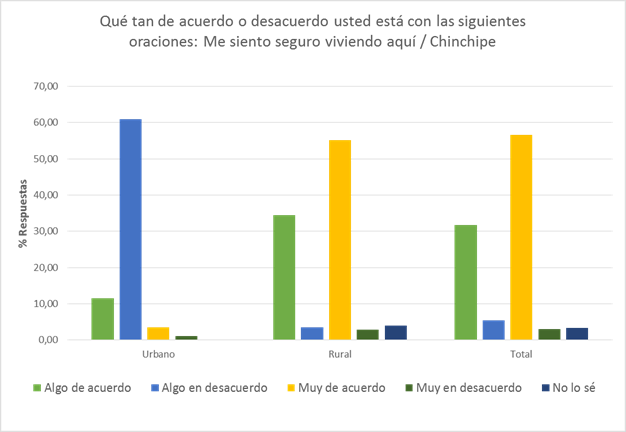 Qué tan de acuerdo o desacuerdo usted está con las siguientes
oraciones: Me siento seguro viviendo aquí / Chinchipe
% Respuestas
70,00
60,00
50,00
40,00
30,00
20,00
10,00
0,00
Urbano Rural Total
Algo de acuerdo Algo en desacuerdo Muy de acuerdo Muy en desacuerdo No lo sé